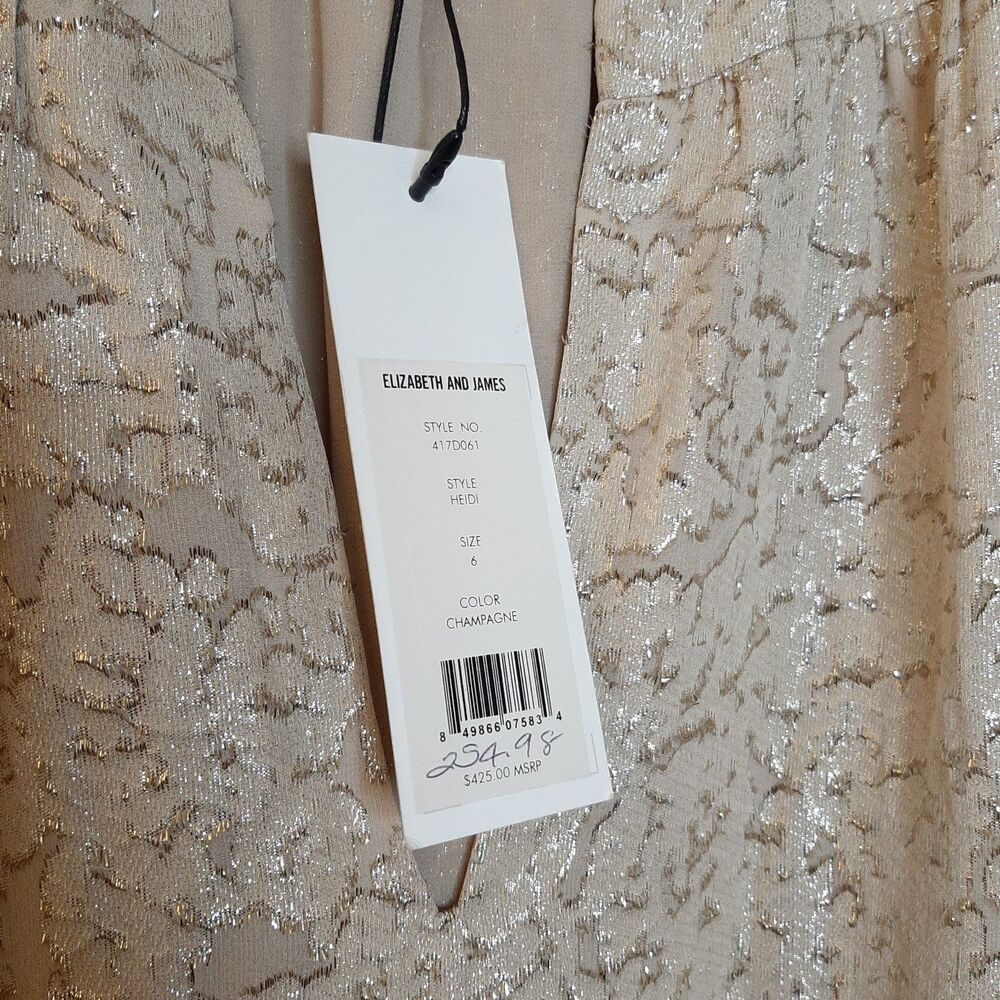 ELIZABETH AND JAMES
STYLE NO.
417D061
STYLE
HEIDI
SIZE
6
COLOR
CHAMPAGNE
8 49866 07583 4
254.98
$425.00 MSRP